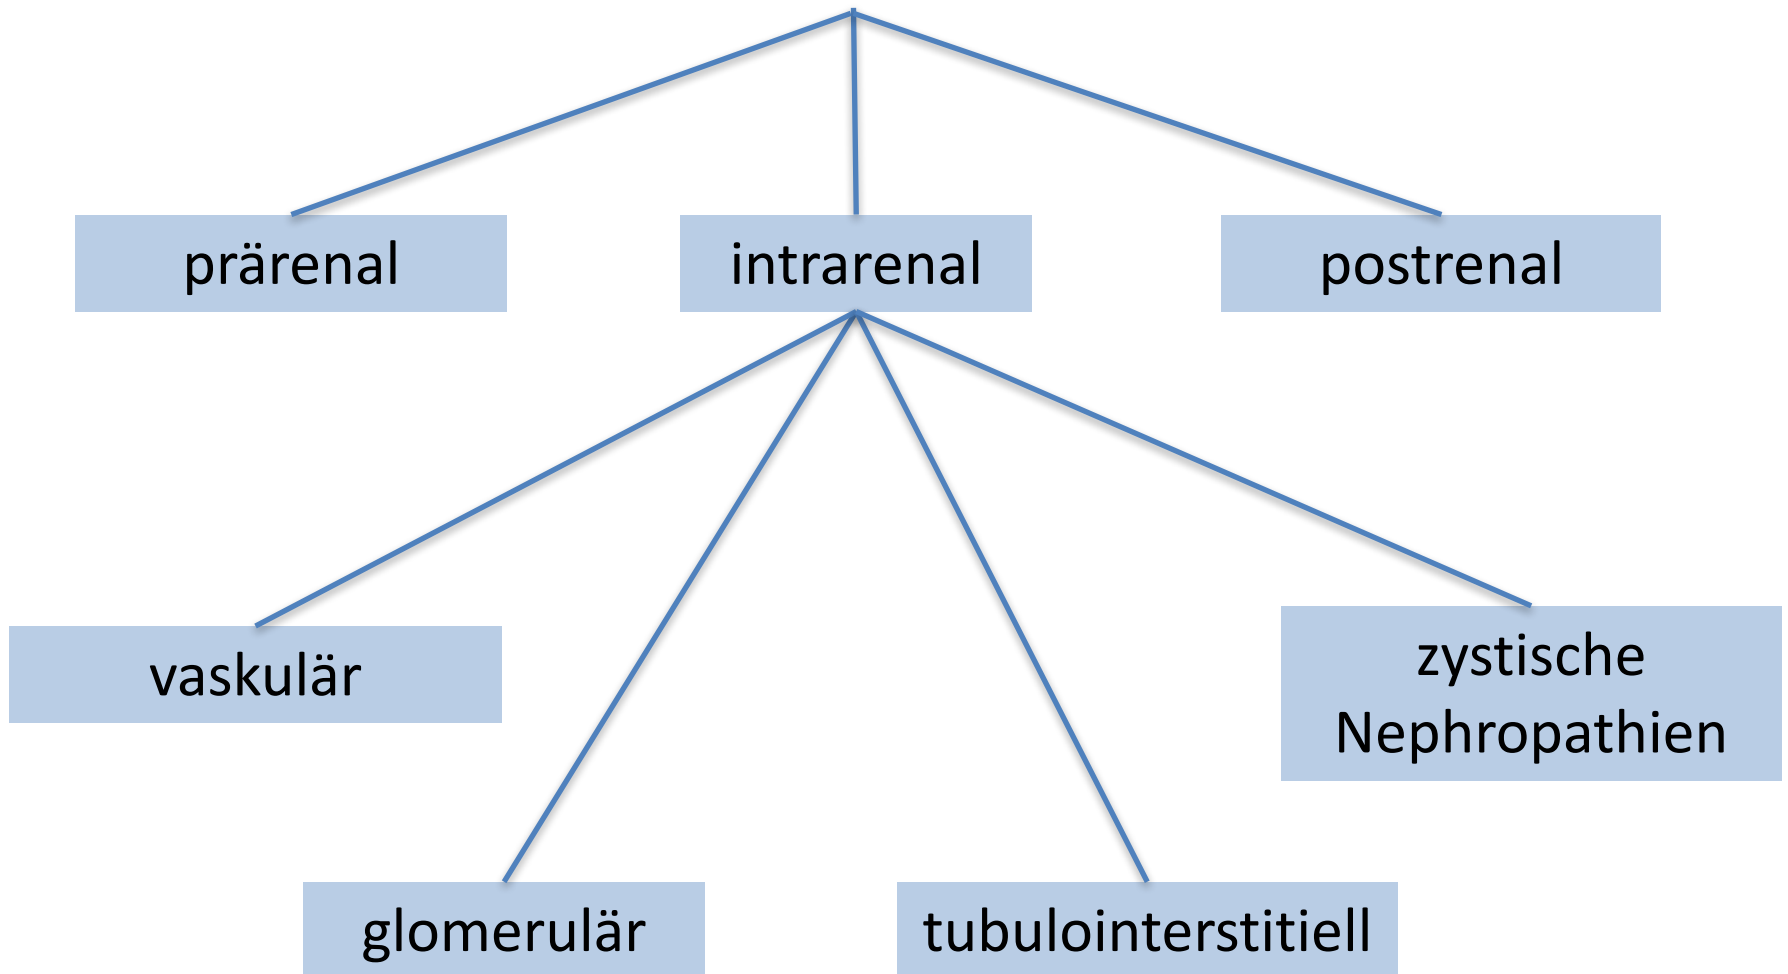 prärenal
intrarenal
postrenal
vaskulär
zystische
Nephropathien
glomerulär
tubulointerstitiell